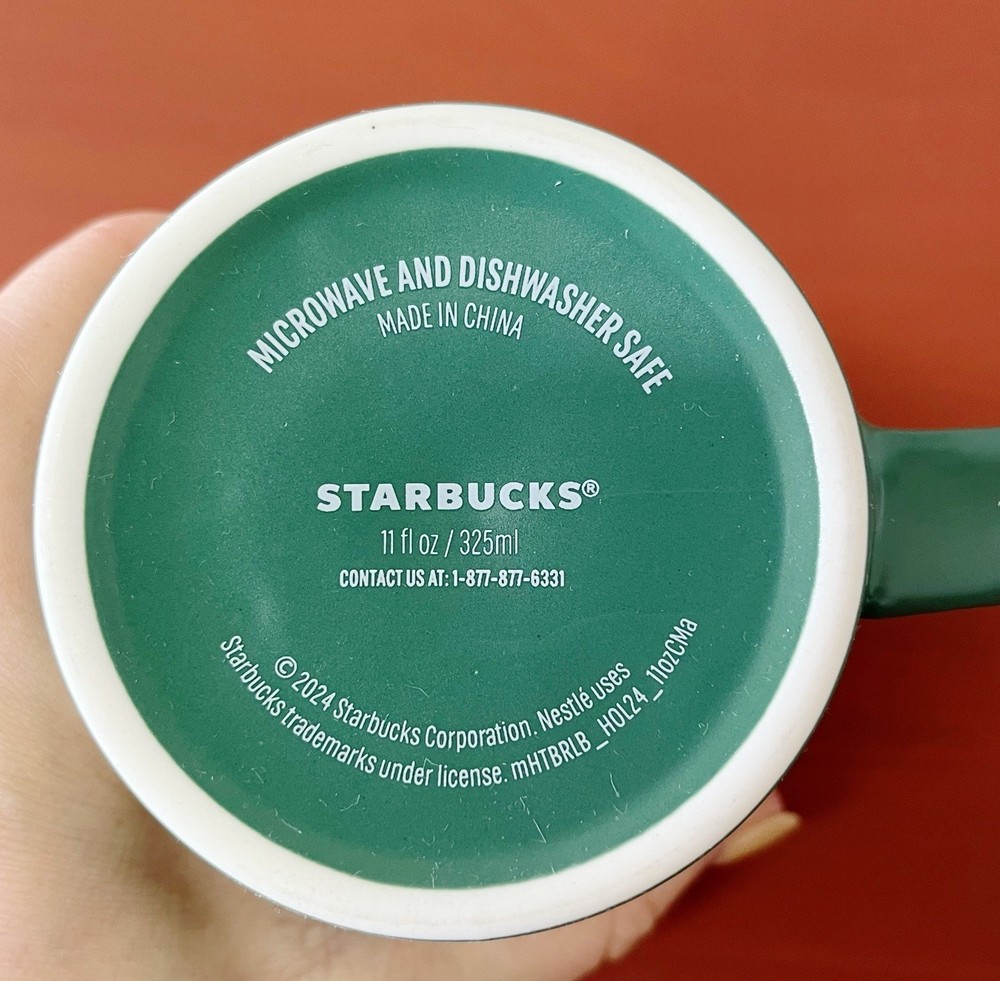 MICROWAVE AND DISHWASHER SAFE
MADE IN CHINA
STARBUCKS®
11 fl oz / 325ml
CONTACT US AT: 1-877-877-6331
© 2024 Starbucks Corporation. Nestlé uses
Starbucks trademarks under license. mHTBRLB_HOL24_11ozCMa